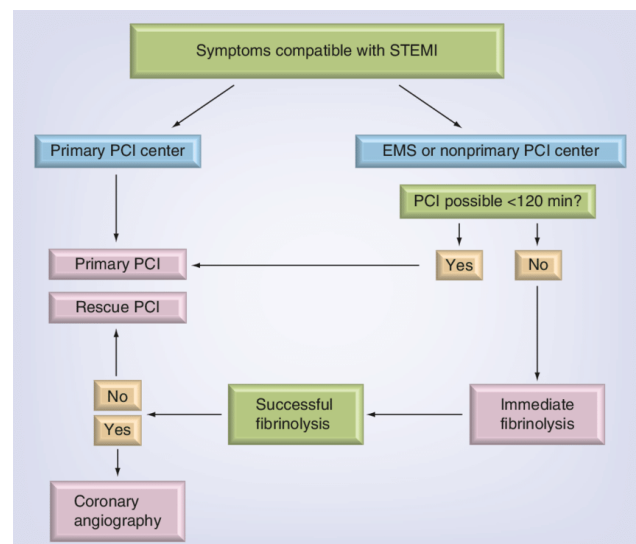 Symptoms compatible with STEMI
Primary PCI center
EMS or nonprimary PCI center
PCI possible <120 min?
Primary PCI
Yes
No
Rescue PCI
No
Yes
Successful
fibrinolysis
Immediate
fibrinolysis
Coronary
angiography